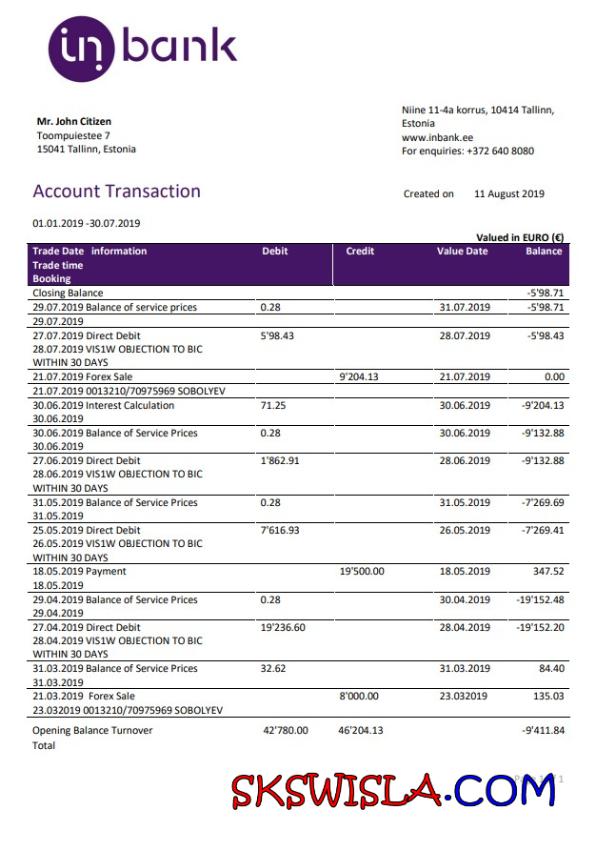 inbank
Niine 11-4a korrus, 10414 Tallinn,
Estonia
www.inbank.ee
For enquiries: +372 640 8080
Mr. John Citizen
Toompuiestee 7
15041 Tallinn, Estonia
Account Transaction
Created on 11 August 2019
01.01.2019 -30.07.2019
Valued in EURO (€)
Trade Date information Debit Credit Value Date Balance
Trade time
Booking
Closing Balance -5'98.71
29.07.2019 Balance of service prices 0.28 31.07.2019 -5'98.71
29.07.2019
27.07.2019 Direct Debit 5'98.43 28.07.2019 -5'98.43
28.07.2019 VIS1W OBJECTION TO BIC
WITHIN 30 DAYS
21.07.2019 Forex Sale 9'204.13 21.07.2019 0.00
21.07.2019 0013210/70975969 SOBOLYEV
30.06.2019 Interest Calculation 71.25 30.06.2019 -9'204.13
30.06.2019
30.06.2019 Balance of Service Prices 0.28 30.06.2019 -9'132.88
30.06.2019
27.06.2019 Direct Debit 1'862.91 28.06.2019 -9'132.88
28.06.2019 VIS1W OBJECTION TO BIC
WITHIN 30 DAYS
31.05.2019 Balance of Service Prices 0.28 31.05.2019 -7'269.69
31.05.2019
25.05.2019 Direct Debit 7'616.93 26.05.2019 -7'269.41
26.05.2019 VIS1W OBJECTION TO BIC
WITHIN 30 DAYS
18.05.2019 Payment 19'500.00 18.05.2019 347.52
18.05.2019
29.04.2019 Balance of Service Prices 0.28 30.04.2019 -19'152.48
29.04.2019
27.04.2019 Direct Debit 19'236.60 28.04.2019 -19'152.20
28.04.2019 VIS1W OBJECTION TO BIC
WITHIN 30 DAYS
31.03.2019 Balance of Service Prices 32.62 31.03.2019 84.40
31.03.2019
21.03.2019 Forex Sale 8'000.00 23.032019 135.03
23.032019 0013210/70975969 SOBOLYEV
Opening Balance Turnover 42'780.00 46'204.13 -9'411.84
Total
SKSWISLA.COM